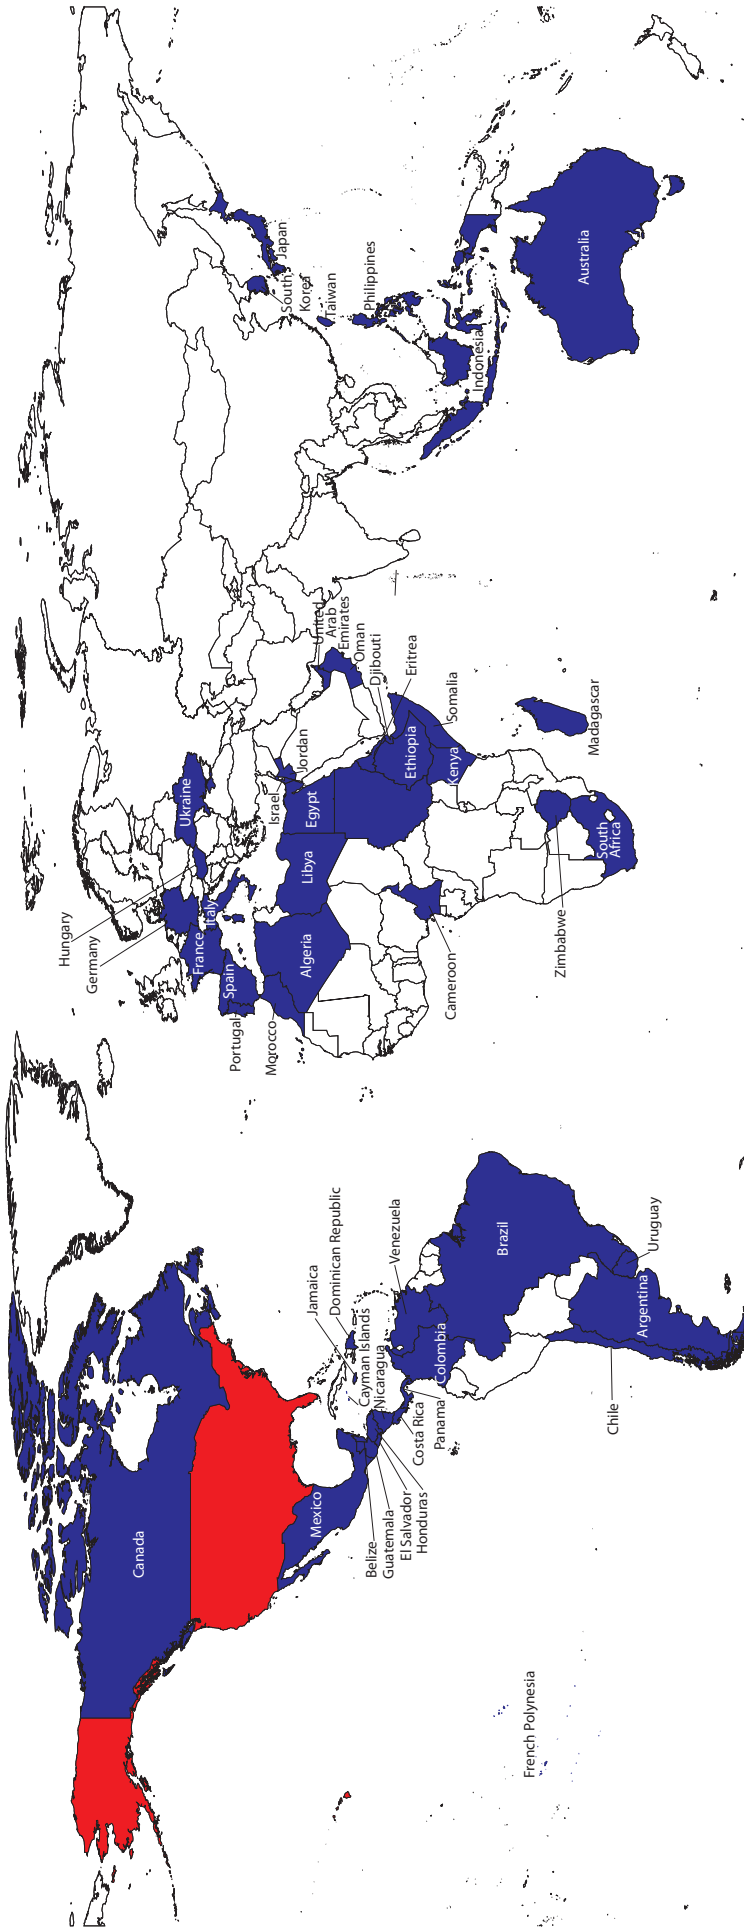 Canada
Mexico
Belize
Guatemala
El Salvador
Honduras
Costa Rica
Panama
Nicaragua
Cayman Islands
Jamaica
Dominican Republic
Venezuela
Colombia
Brazil
Chile
Argentina
Uruguay
French Polynesia
Hungary
Germany
France
Spain
Portugal
Italy
Ukraine
Morocco
Algeria
Libya
Egypt
Israel
Jordan
United
Arab
Emirates
Oman
Djibouti
Eritrea
Ethiopia
Somalia
Kenya
Cameroon
Zimbabwe
South
Africa
Madagascar
South
Korea
Japan
Taiwan
Philippines
Indonesia
Australia